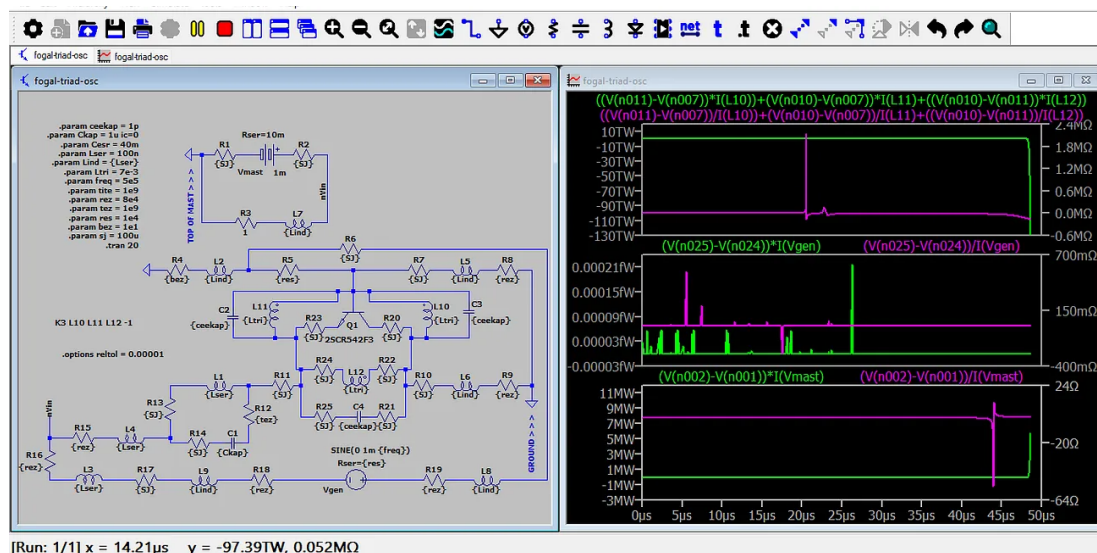 fogal-triad-osc
fogal-triad-osc
fogal-triad-osc
.param ceekap = 1p
.param Ckap = 1u ic=0
.param Cesr = 40m
.param Lser = 100n
.param Lind = {Lser}
.param Ltri = 7e-3
.param freq = 5e5
.param tite = 1e9
.param rez = 8e4
.param tez = 1e9
.param res = 1e4
.param bez = 1e1
.param sj = 100u
.tran 20
Rser=10m
R1
R2
{SJ}
{SJ}
Vmast
1m
nVin
TOP OF MAST > > >
R3
L7
1
{Lind}
R6
{SJ}
R4
L2
R5
R7
L5
R8
{bez}
{Lind}
{res}
{SJ}
{Lind}
{rez}
C2
L11
L10
C3
{ceekap}
{Ltri}
{Ltri}
{ceekap}
R23
R20
{SJ}
Q1
{SJ}
2SCR542F3
K3 L10 L11 L12 -1
.options reltol = 0.00001
R24
L12
R22
{SJ}
{Ltri}
{SJ}
L1
R11
R10
L6
R9
{Lser}
{SJ}
{SJ}
{Lind}
{rez}
R13
R12
R25
C4
R21
{SJ}
{tez}
{SJ}
{ceekap}
{SJ}
nVin
R15
L4
R14
C1
{rez}
{Lser}
{SJ}
{Ckap}
GROUND > > > >
R16
{rez}
SINE(0 1m {freq})
Rser={res}
L3
R17
L9
R18
R19
L8
{Lser}
{SJ}
{Lind}
{rez}
Vgen
{rez}
{Lind}
fogal-triad-osc
((V(n011)-V(n007))*I(L10))+(V(n010)-V(n007))*I(L11)+((V(n010)-V(n011))*I(L12))
((V(n011)-V(n007))/I(L10))+(V(n010)-V(n007))/I(L11)+((V(n010)-V(n011))/I(L12))
10TW
-10TW
-30TW
-50TW
-70TW
-90TW
-110TW
-130TW
2.4MΩ
1.8MΩ
1.2MΩ
0.6MΩ
0.0MΩ
-0.6MΩ
(V(n025)-V(n024))*I(Vgen)
(V(n025)-V(n024))/I(Vgen)
0.00021fW
0.00015fW
0.00009fW
0.00003fW
-0.00003fW
700mΩ
150mΩ
-400mΩ
(V(n002)-V(n001))*I(Vmast)
(V(n002)-V(n001))/I(Vmast)
11MW
9MW
7MW
5MW
3MW
1MW
-1MW
-3MW
24Ω
-20Ω
-64Ω
0µs 5µs 10µs 15µs 20µs 25µs 30µs 35µs 40µs 45µs 50µs
[Run: 1/1] x = 14.21µs y = -97.39TW, 0.052MΩ